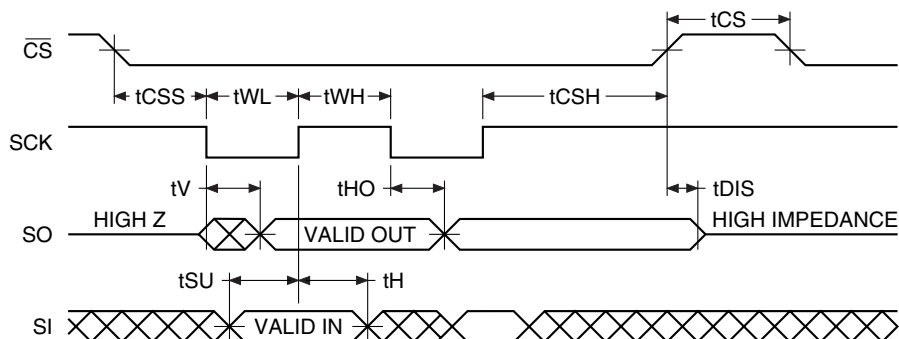 tCS
C̅S̅
tCSS tWL tWH tCSH
SCK
tV tHO tDIS
HIGH Z VALID OUT HIGH IMPEDANCE
SO
tSU tH
SI VALID IN